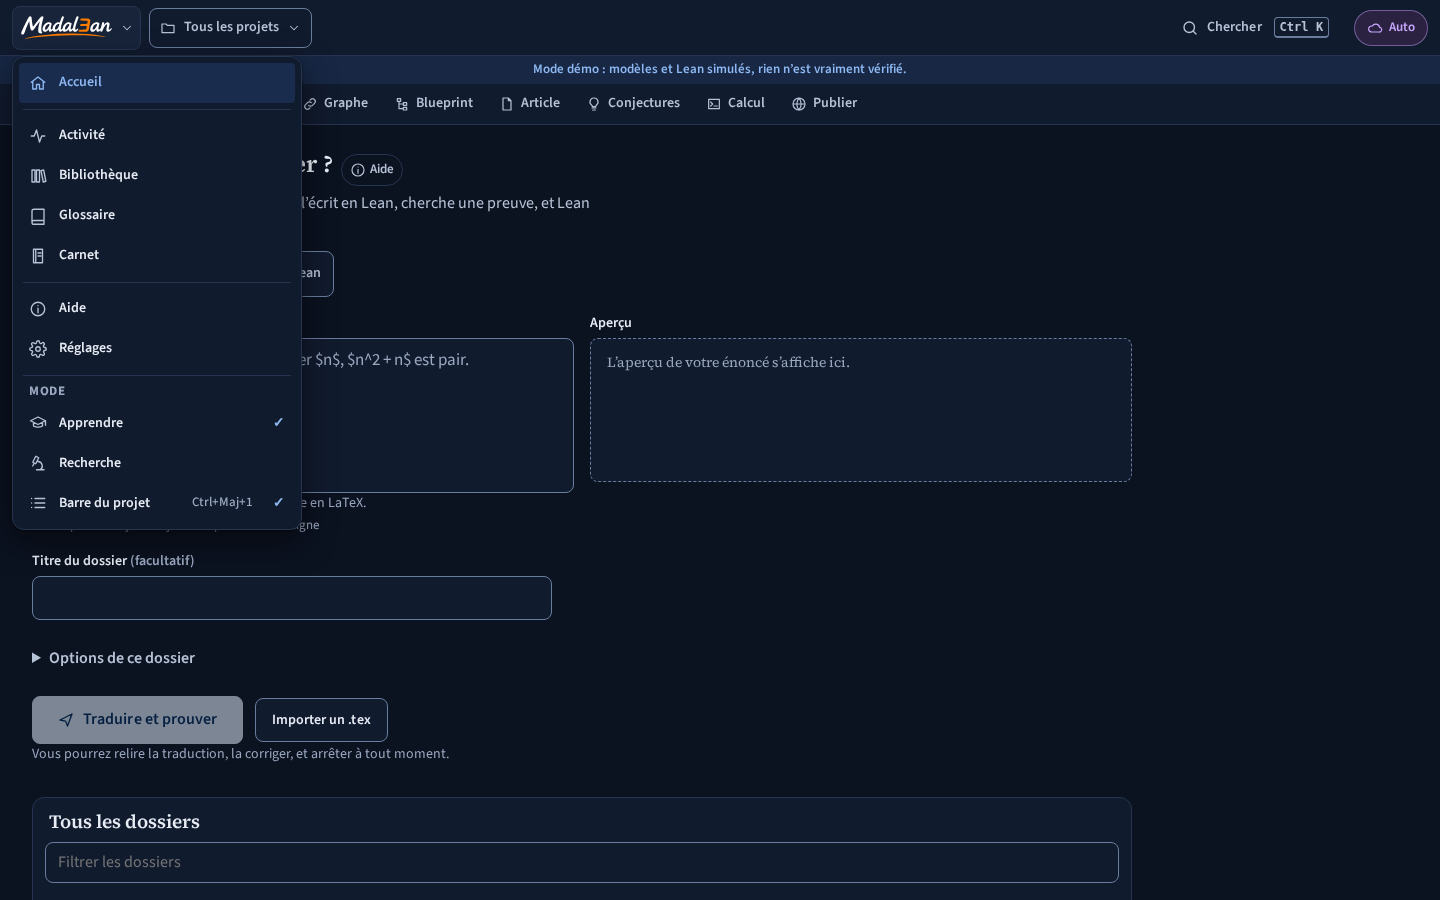 Madal3an
Tous les projets
Chercher Ctrl K
Auto
Mode démo : modèles et Lean simulés, rien n’est vraiment vérifié.
Accueil
Activité
Bibliothèque
Glossaire
Carnet
Aide
Réglages
MODE
Apprendre ✓
Recherche
Barre du projet Ctrl+Maj+1 ✓
Graphe
Blueprint
Article
Conjectures
Calcul
Publier
er ?
Aide
l’écrit en Lean, cherche une preuve, et Lean
ean
er $n$, $n^2 + n$ est pair.
Aperçu
L’aperçu de votre énoncé s’affiche ici.
e en LaTeX.
igne
Titre du dossier (facultatif)
Options de ce dossier
Traduire et prouver
Importer un .tex
Vous pourrez relire la traduction, la corriger, et arrêter à tout moment.
Tous les dossiers
Filtrer les dossiers